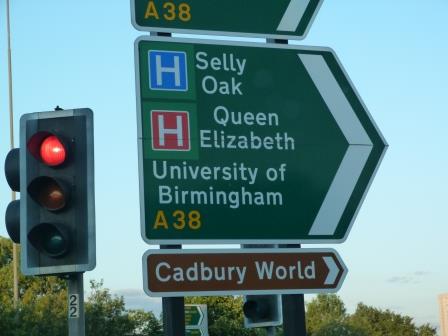 A38
H Selly
Oak
H Queen
Elizabeth
University of
Birmingham
A38
Cadbury World
22